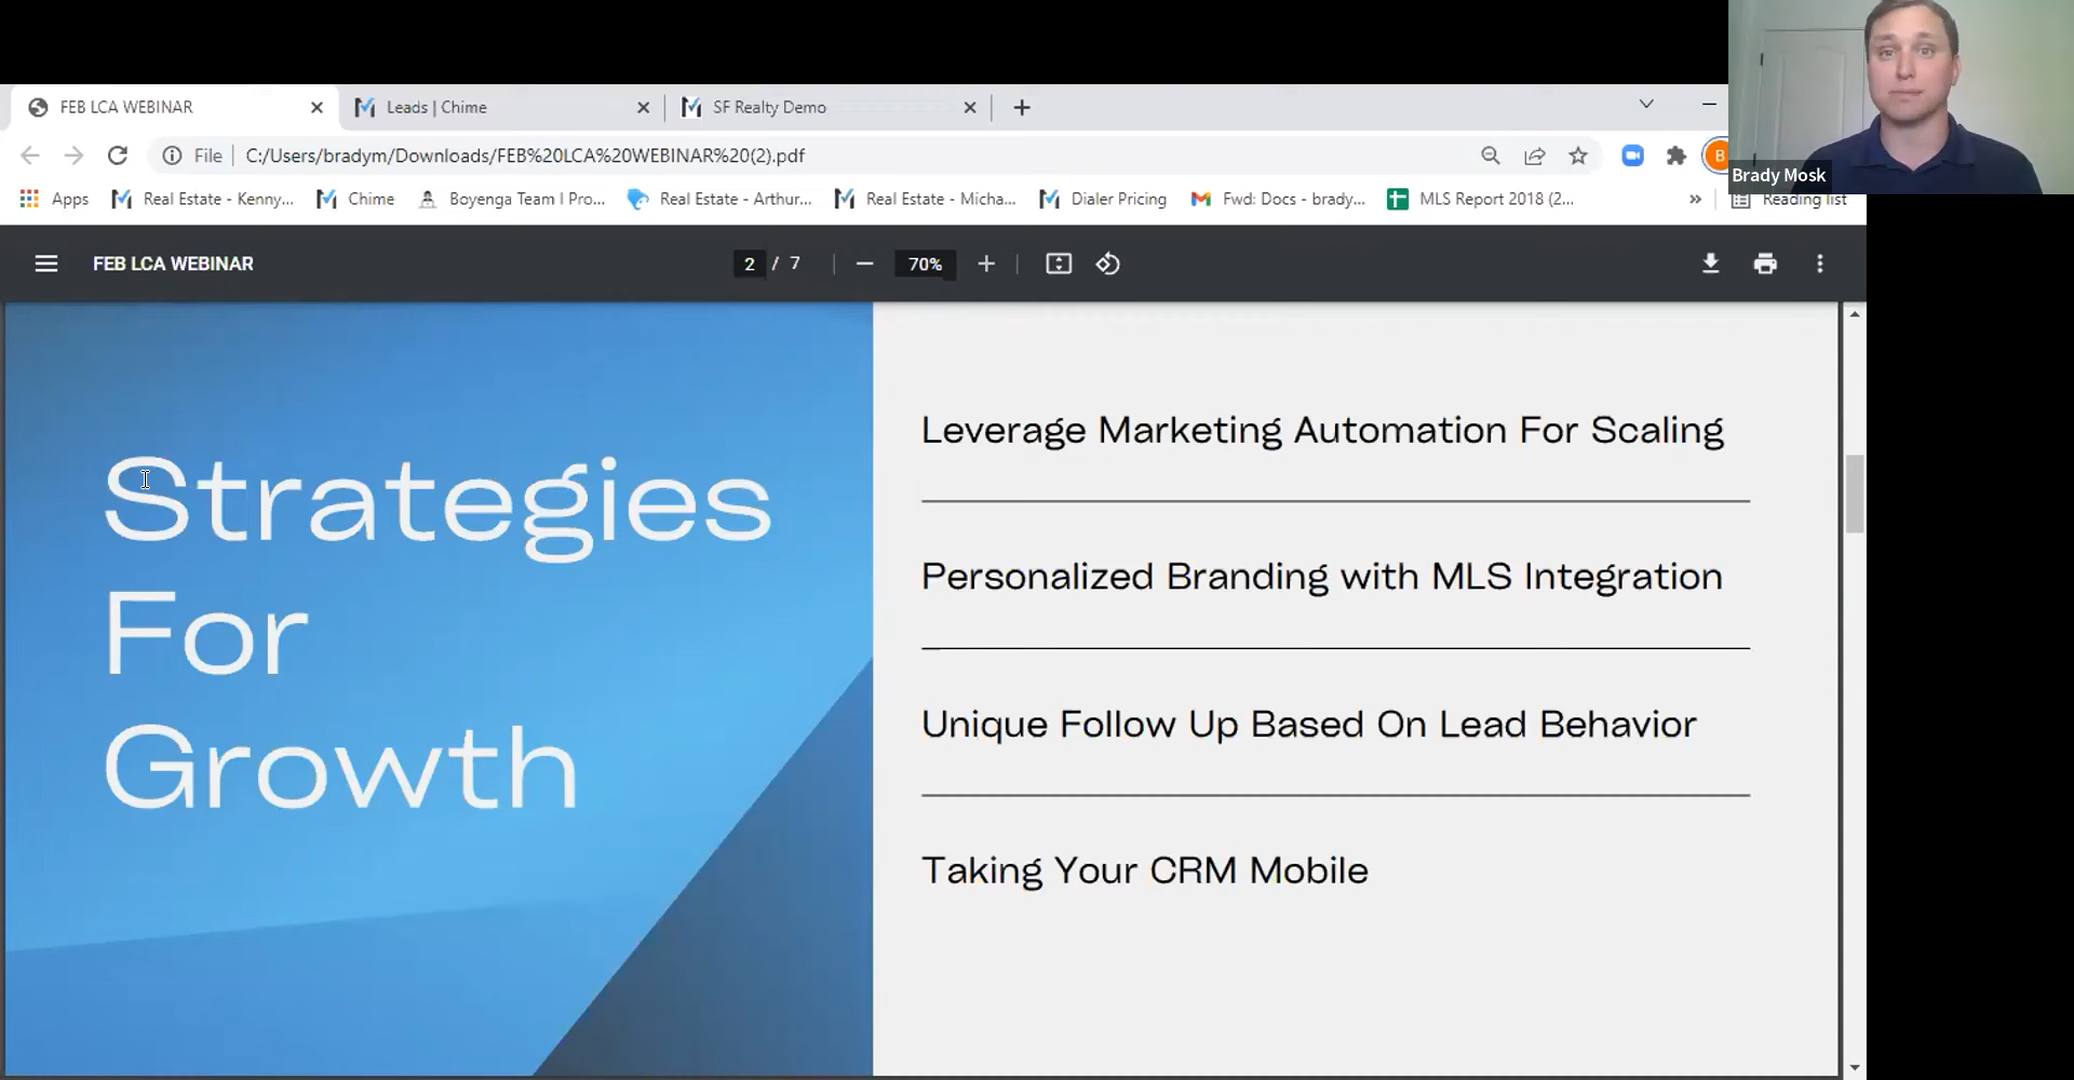 FEB LCA WEBINAR
Leads | Chime
SF Realty Demo
File
C:/Users/bradym/Downloads/FEB%20LCA%20WEBINAR%20(2).pdf
B
Brady Mosk
Apps
Real Estate - Kenny...
Chime
Boyenga Team I Pro...
Real Estate - Arthur...
Real Estate - Micha...
Dialer Pricing
Fwd: Docs - brady...
MLS Report 2018 (2...
»
Reading list
FEB LCA WEBINAR
2 / 7
70%
Strategies
For
Growth
Leverage Marketing Automation For Scaling
Personalized Branding with MLS Integration
Unique Follow Up Based On Lead Behavior
Taking Your CRM Mobile